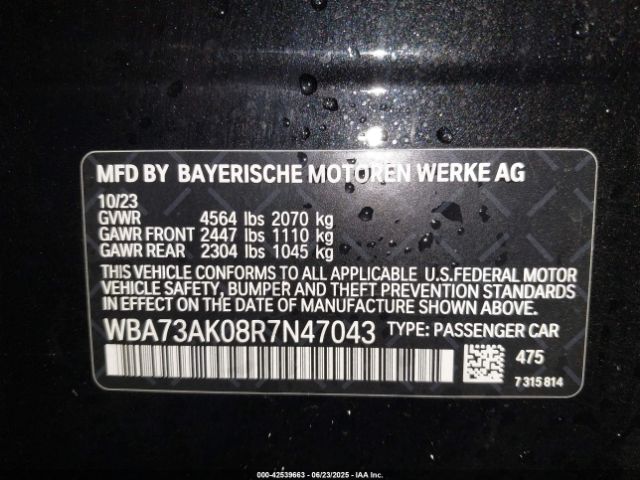 MFD BY BAYERISCHE MOTOREN WERKE AG
10/23
GVWR 4564 lbs 2070 kg
GAWR FRONT 2447 lbs 1110 kg
GAWR REAR 2304 lbs 1045 kg
THIS VEHICLE CONFORMS TO ALL APPLICABLE U.S.FEDERAL MOTOR
VEHICLE SAFETY, BUMPER AND THEFT PREVENTION STANDARDS
IN EFFECT ON THE DATE OF MANUFACTURE SHOWN ABOVE.
WBA73AK08R7N47043 TYPE: PASSENGER CAR
475
7 315 814
000-42539663 - 06/23/2025 - IAA Inc.